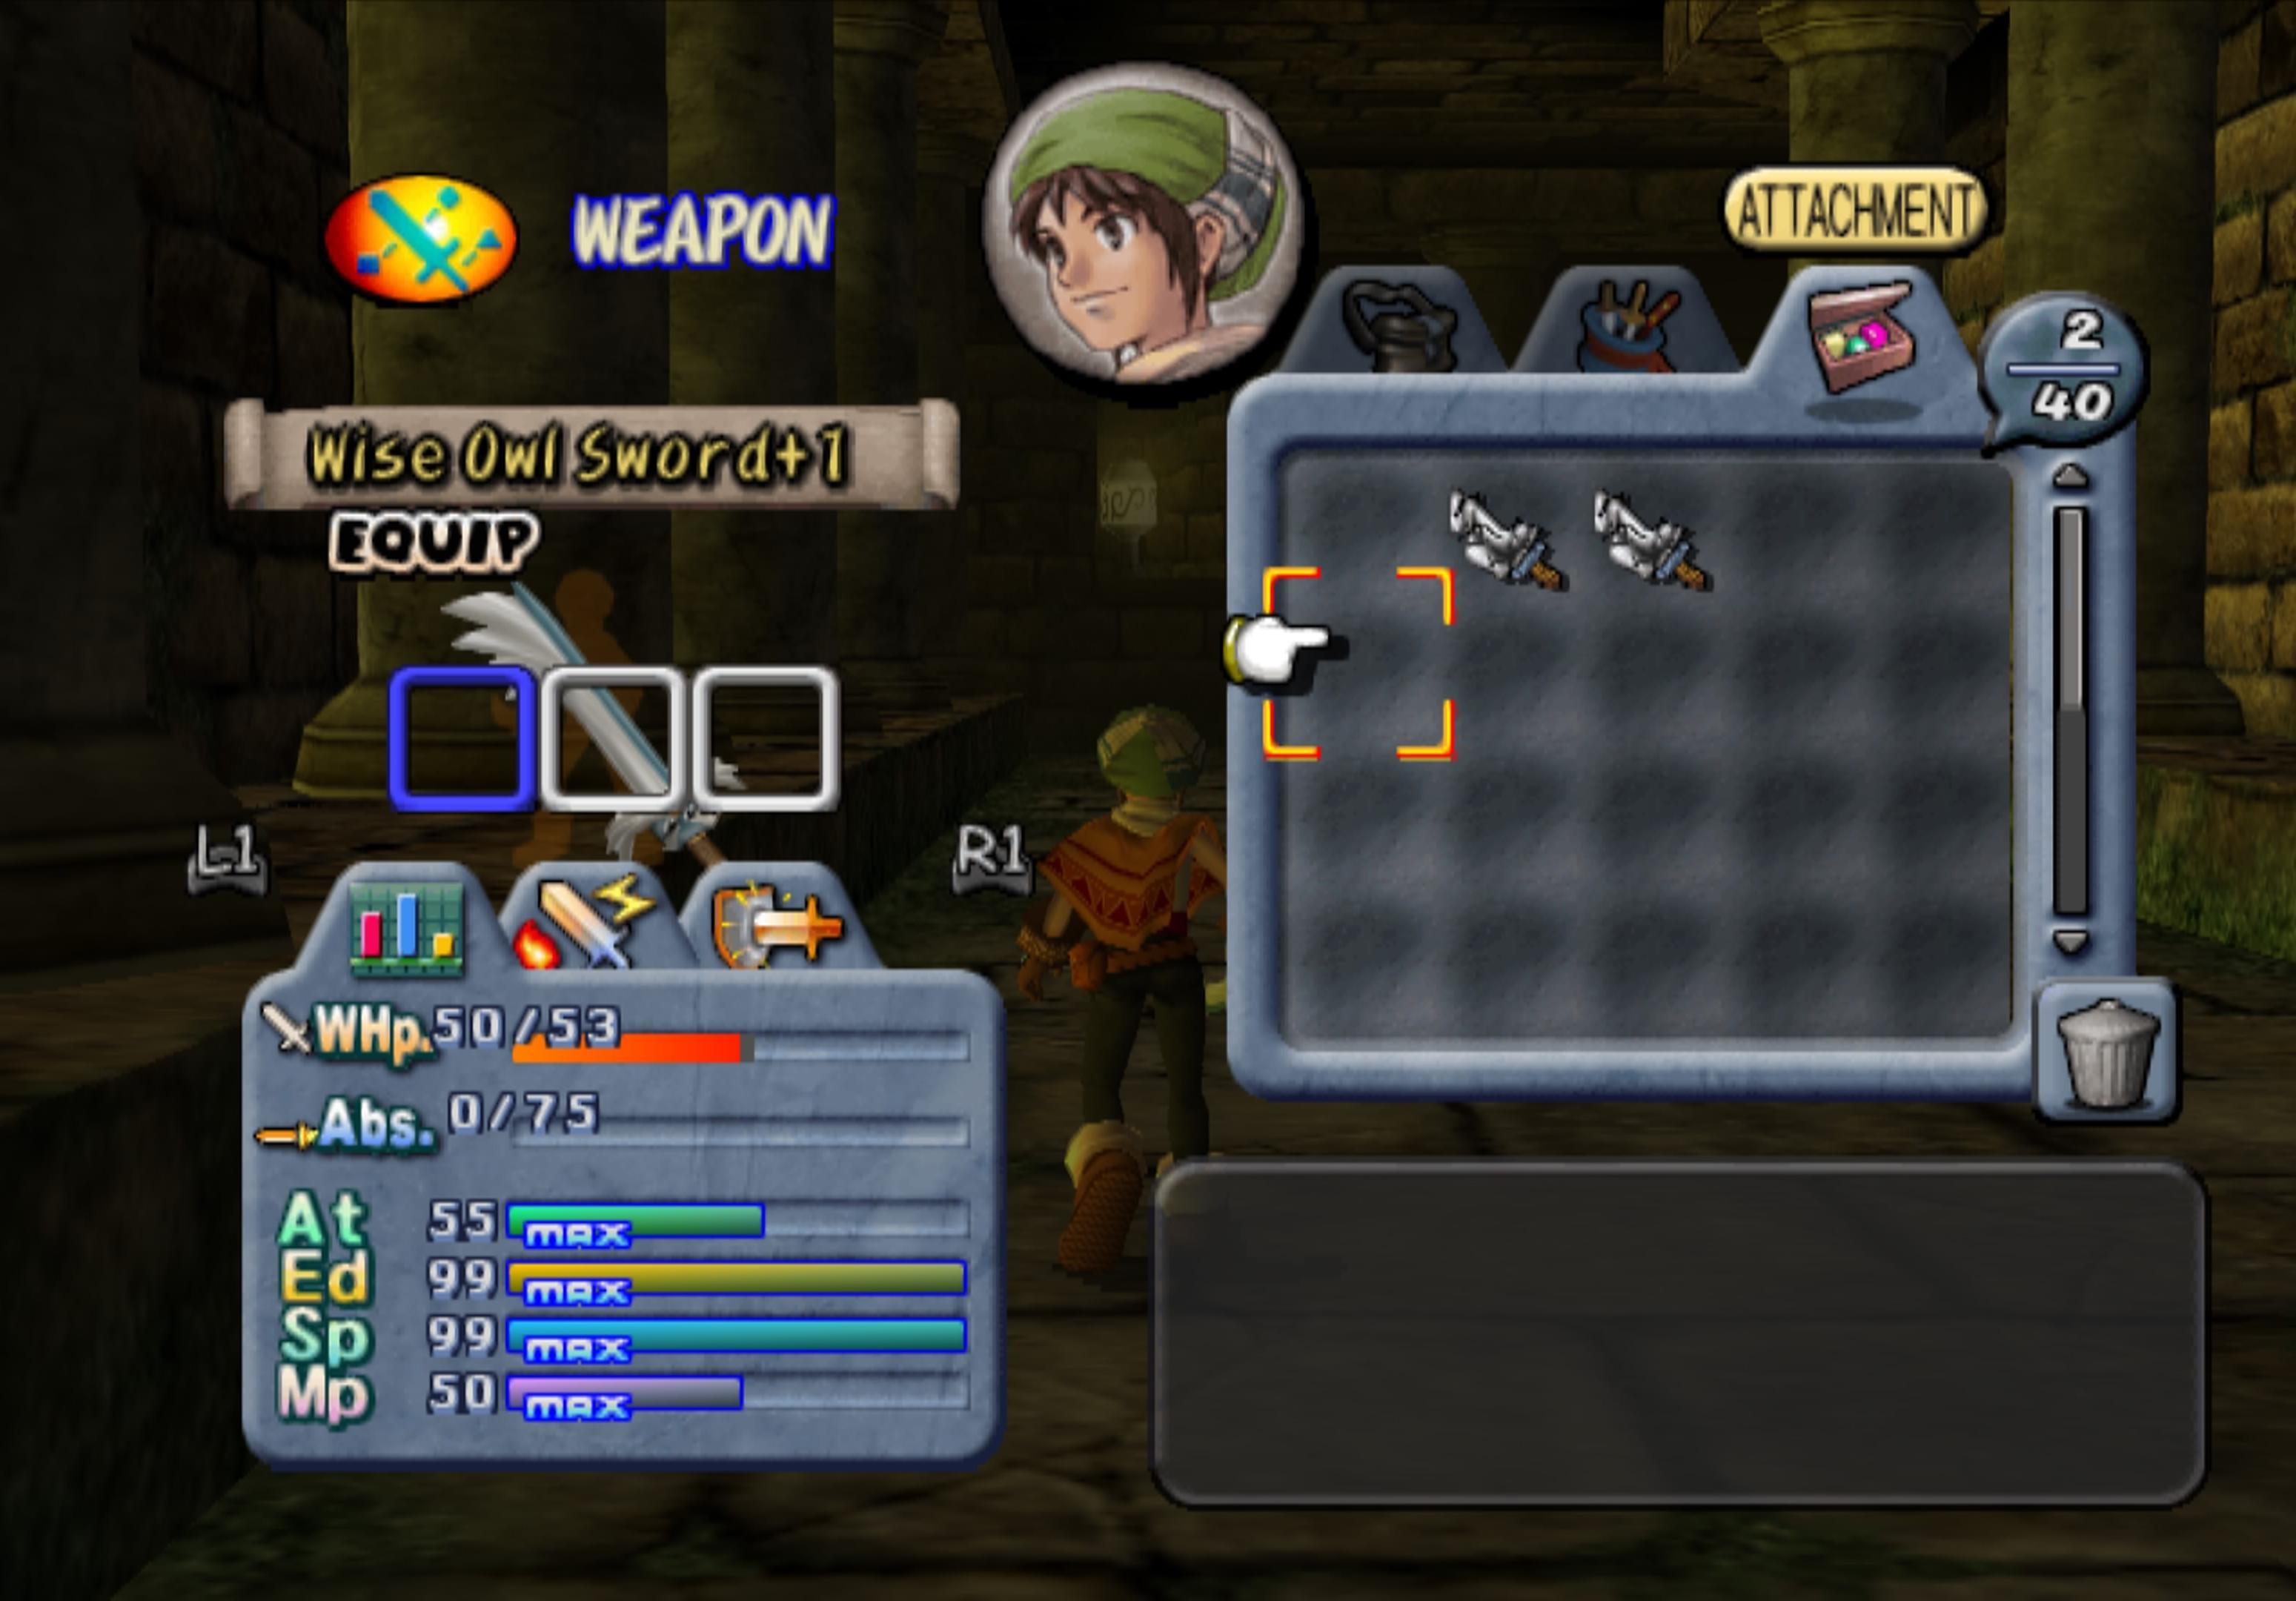 WEAPON
ATTACHMENT
2
40
Wise Owl Sword+1
EQUIP
L1
R1
WHp. 50/53
Abs. 0/75
At 55 max
Ed 99 max
Sp 99 max
Mp 50 max